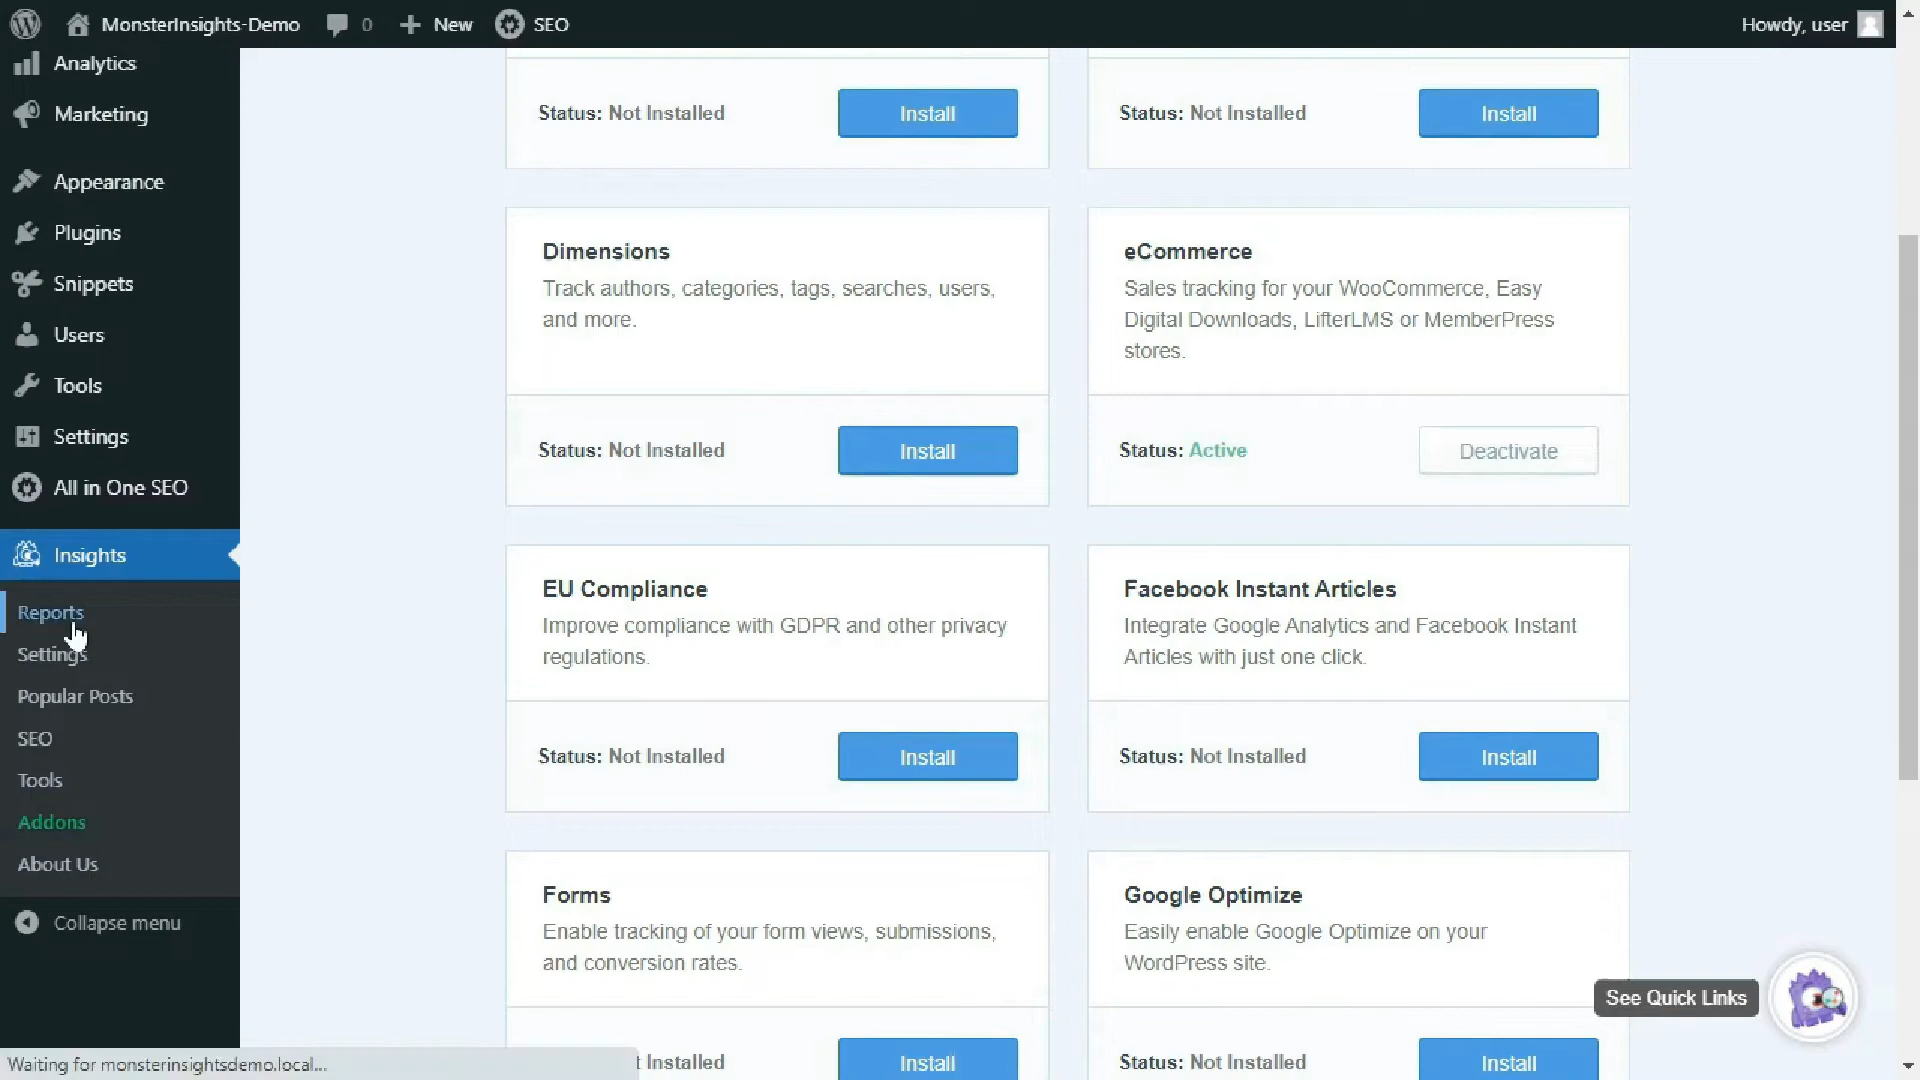 MonsterInsights-Demo 0 New SEO Howdy, user
Analytics
Marketing
Appearance
Plugins
Snippets
Users
Tools
Settings
All in One SEO
Insights
Reports
Settings
Popular Posts
SEO
Tools
Addons
About Us
Collapse menu
Status: Not Installed Install
Status: Not Installed Install
Dimensions
Track authors, categories, tags, searches, users,
and more.
Status: Not Installed Install
eCommerce
Sales tracking for your WooCommerce, Easy
Digital Downloads, LifterLMS or MemberPress
stores.
Status: Active Deactivate
EU Compliance
Improve compliance with GDPR and other privacy
regulations.
Status: Not Installed Install
Facebook Instant Articles
Integrate Google Analytics and Facebook Instant
Articles with just one click.
Status: Not Installed Install
Forms
Enable tracking of your form views, submissions,
and conversion rates.
t Installed Install
Google Optimize
Easily enable Google Optimize on your
WordPress site.
Status: Not Installed Install
See Quick Links
Waiting for monsterinsightsdemo.local...